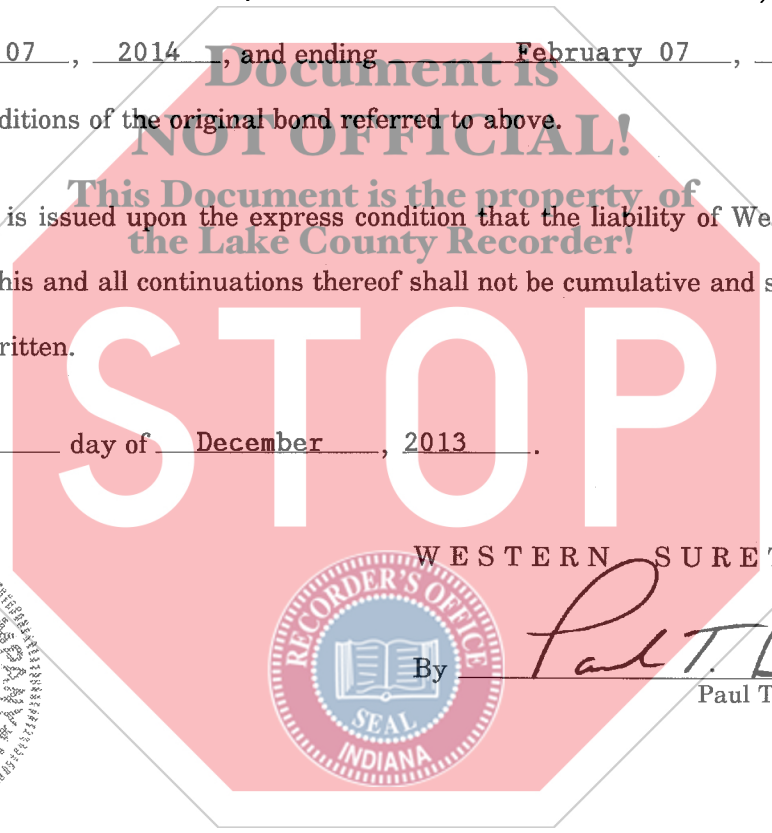 07 , 2014 , and ending February 07 ,
Document is
ditions of the original bond referred to above.
NOT OFFICIAL!
This Document is the property of
is issued upon the express condition that the liability of We
the Lake County Recorder!
his and all continuations thereof shall not be cumulative and s
ritten.
STOP
day of December , 2013 .
WESTERN SURET
RECORDER'S OFFICE
SEAL
INDIANA
By Paul T.
Paul T